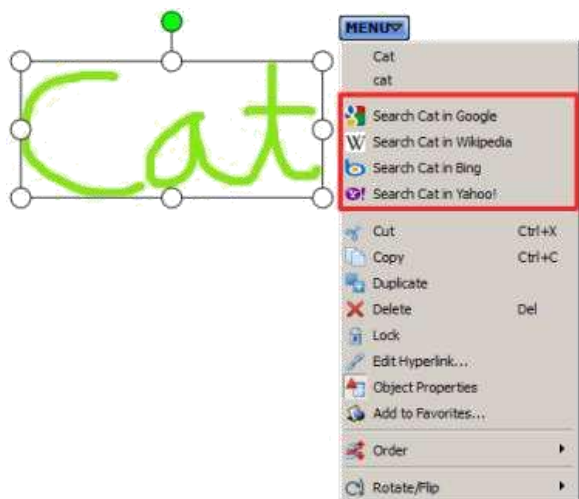 Cat
MENU
Cat
cat
Search Cat in Google
Search Cat in Wikipedia
Search Cat in Bing
Search Cat in Yahoo!
Cut Ctrl+X
Copy Ctrl+C
Duplicate
Delete Del
Lock
Edit Hyperlink...
Object Properties
Add to Favorites...
Order
Rotate/Flip